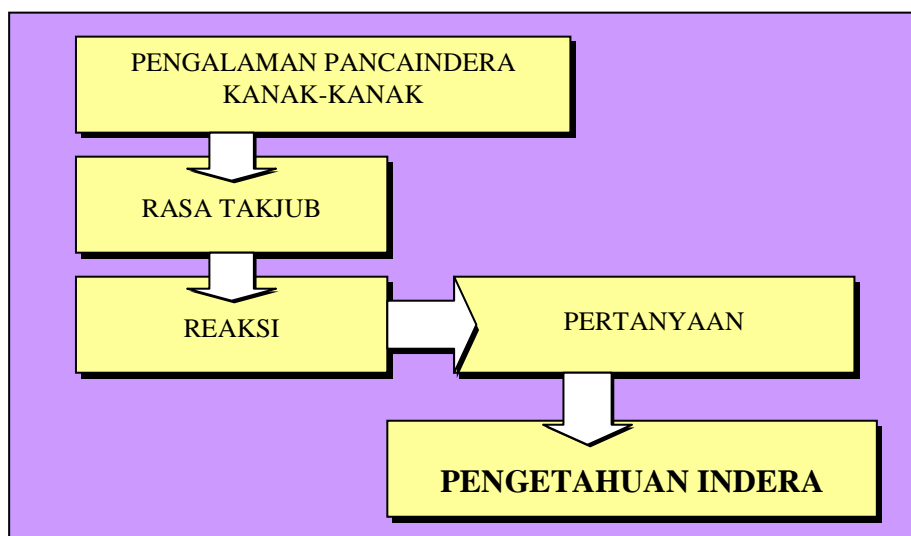 PENGALAMAN PANCAINDERA
KANAK-KANAK
RASA TAKJUB
REAKSI
PERTANYAAN
PENGETAHUAN INDERA